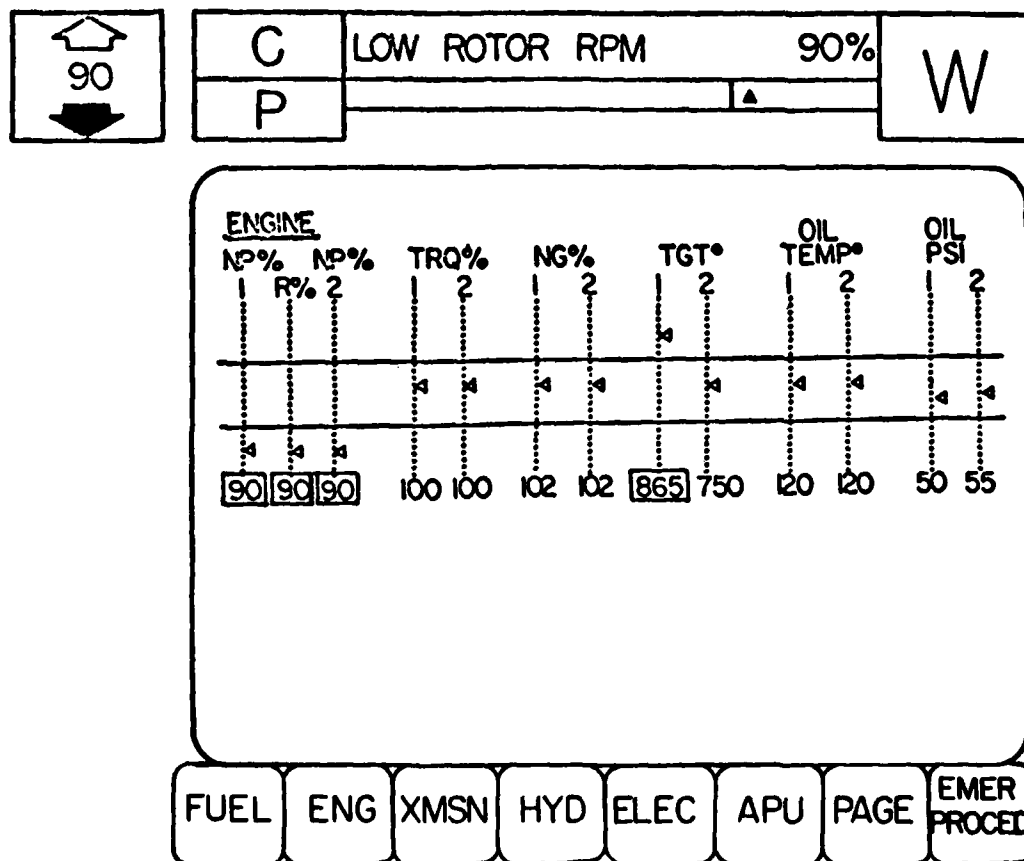 90
C LOW ROTOR RPM 90% W
P
ENGINE
NP% NP% TRQ% NG% TGT° OIL TEMP° OIL PSI
1 R% 2 1 2 1 2 1 2 1 2 1 2
90 90 90 100 100 102 102 865 750 120 120 50 55
FUEL ENG XMSN HYD ELEC APU PAGE EMER PROCED